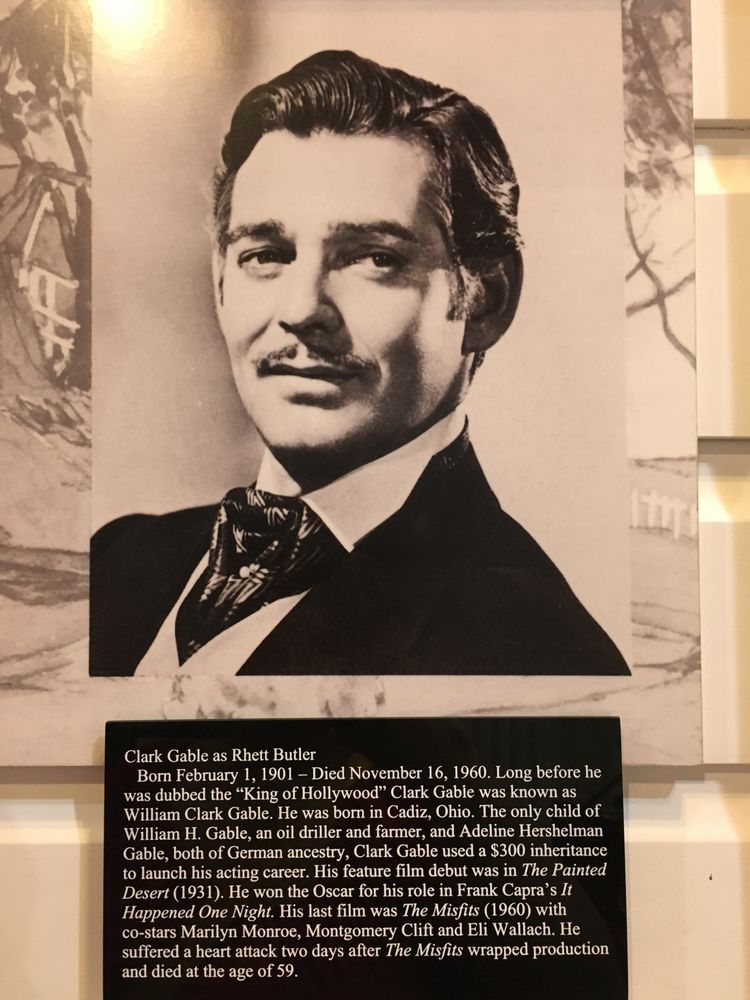 Clark Gable as Rhett Butler
Born February 1, 1901 – Died November 16, 1960. Long before he
was dubbed the “King of Hollywood” Clark Gable was known as
William Clark Gable. He was born in Cadiz, Ohio. The only child of
William H. Gable, an oil driller and farmer, and Adeline Hershelman
Gable, both of German ancestry, Clark Gable used a $300 inheritance
to launch his acting career. His feature film debut was in The Painted
Desert (1931). He won the Oscar for his role in Frank Capra’s It
Happened One Night. His last film was The Misfits (1960) with
co-stars Marilyn Monroe, Montgomery Clift and Eli Wallach. He
suffered a heart attack two days after The Misfits wrapped production
and died at the age of 59.